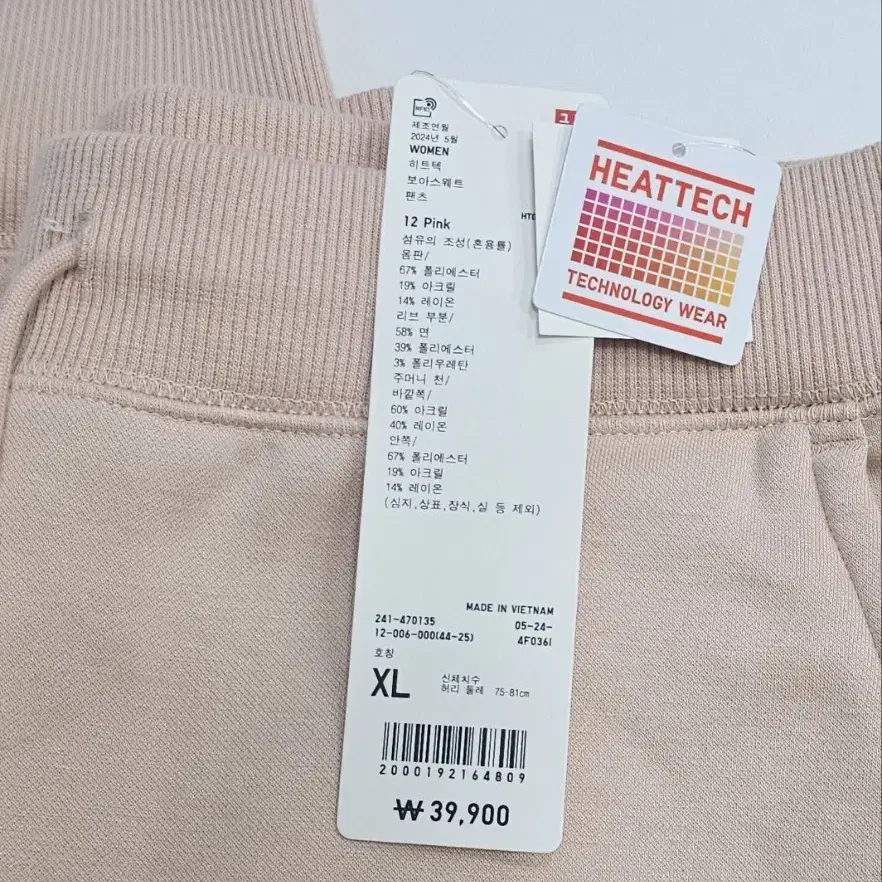 RFID
제조연월
2024년 5월
WOMEN
히트텍
보아스웨트
팬츠
12 Pink
섬유의 조성(혼용률)
몸판/
67% 폴리에스터
19% 아크릴
14% 레이온
리브 부분/
58% 면
39% 폴리에스터
3% 폴리우레탄
주머니 천/
바깥쪽/
60% 아크릴
40% 레이온
안쪽/
67% 폴리에스터
19% 아크릴
14% 레이온
(심지,상표,장식,실 등 제외)
MADE IN VIETNAM
241-470135
05-24-
12-006-000(44-25)
4F036I
호칭
XL
신체치수
허리 둘레 75-81cm
2000192164809
₩39,900
HEATTECH
TECHNOLOGY WEAR